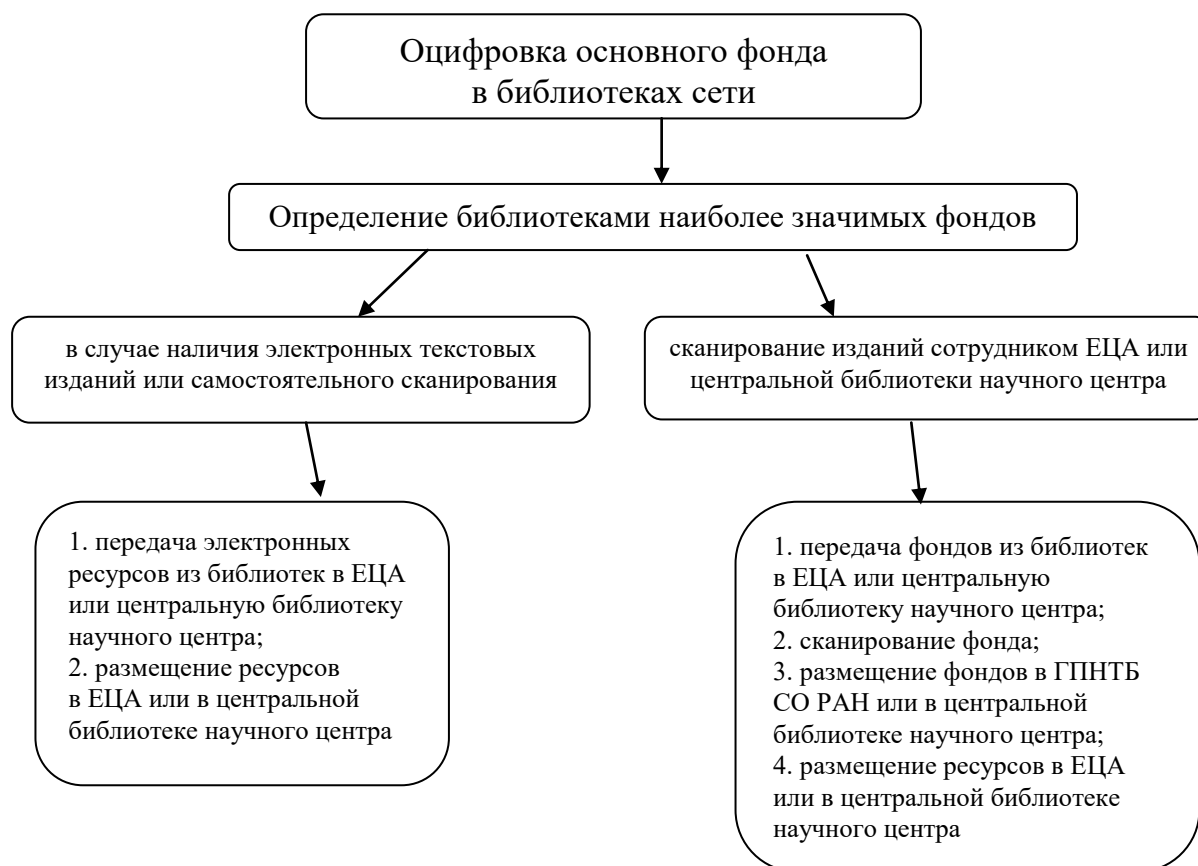 Оцифровка основного фонда
в библиотеках сети
Определение библиотеками наиболее значимых фондов
в случае наличия электронных текстовых
изданий или самостоятельного сканирования
сканирование изданий сотрудником ЕЦА или
центральной библиотеки научного центра
1. передача электронных
ресурсов из библиотек в ЕЦА
или центральную библиотеку
научного центра;
2. размещение ресурсов
в ЕЦА или в центральной
библиотеке научного центра
1. передача фондов из библиотек
в ЕЦА или центральную
библиотеку научного центра;
2. сканирование фонда;
3. размещение фондов в ГПНТБ
СО РАН или в центральной
библиотеке научного центра;
4. размещение ресурсов в ЕЦА
или в центральной библиотеке
научного центра